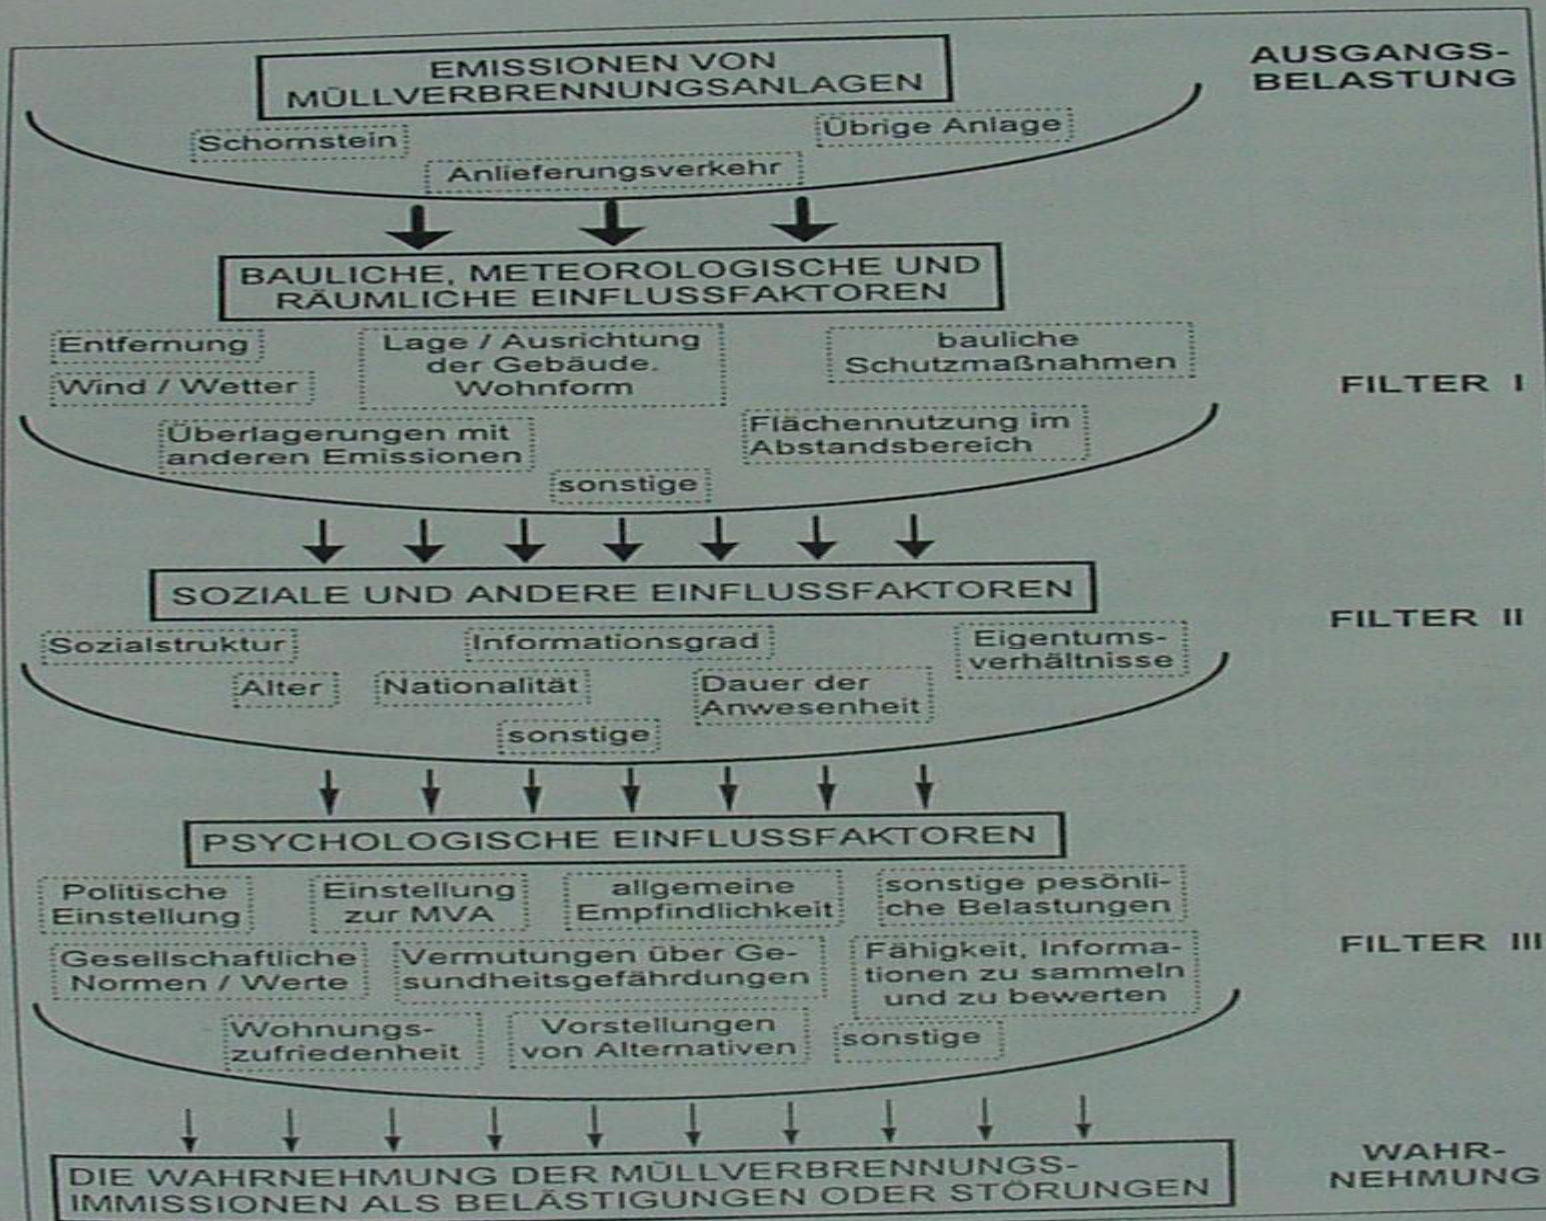 EMISSIONEN VON
MÜLLVERBRENNUNGSANLAGEN
AUSGANGS-
BELASTUNG
Schornstein
Übrige Anlage
Anlieferungsverkehr
BAULICHE, METEOROLOGISCHE UND
RÄUMLICHE EINFLUSSFAKTOREN
Entfernung
Lage / Ausrichtung
der Gebäude.
Wohnform
bauliche
Schutzmaßnahmen
Wind / Wetter
FILTER I
Überlagerungen mit
anderen Emissionen
Flächennutzung im
Abstandsbereich
sonstige
SOZIALE UND ANDERE EINFLUSSFAKTOREN
FILTER II
Sozialstruktur
Informationsgrad
Eigentums-
verhältnisse
Alter
Nationalität
Dauer der
Anwesenheit
sonstige
PSYCHOLOGISCHE EINFLUSSFAKTOREN
Politische
Einstellung
Einstellung
zur MVA
allgemeine
Empfindlichkeit
sonstige pesönli-
che Belastungen
Gesellschaftliche
Normen / Werte
Vermutungen über Ge-
sundheitsgefährdungen
Fähigkeit, Informa-
tionen zu sammeln
und zu bewerten
FILTER III
Wohnungs-
zufriedenheit
Vorstellungen
von Alternativen
sonstige
DIE WAHRNEHMUNG DER MÜLLVERBRENNUNGS-
IMMISSIONEN ALS BELÄSTIGUNGEN ODER STÖRUNGEN
WAHR-
NEHMUNG